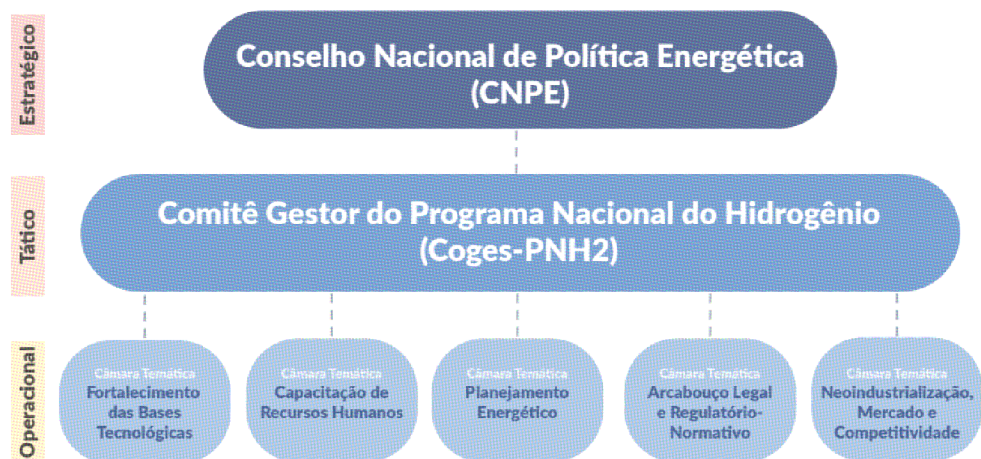 Estratégico
Conselho Nacional de Política Energética
(CNPE)
Tático
Comitê Gestor do Programa Nacional do Hidrogênio
(Coges-PNH2)
Operacional
Câmara Temática
Fortalecimento
das Bases
Tecnológicas
Câmara Temática
Capacitação de
Recursos Humanos
Câmara Temática
Planejamento
Energético
Câmara Temática
Arcabouço Legal
e Regulatório-
Normativo
Câmara Temática
Neoindustrialização,
Mercado e
Competitividade